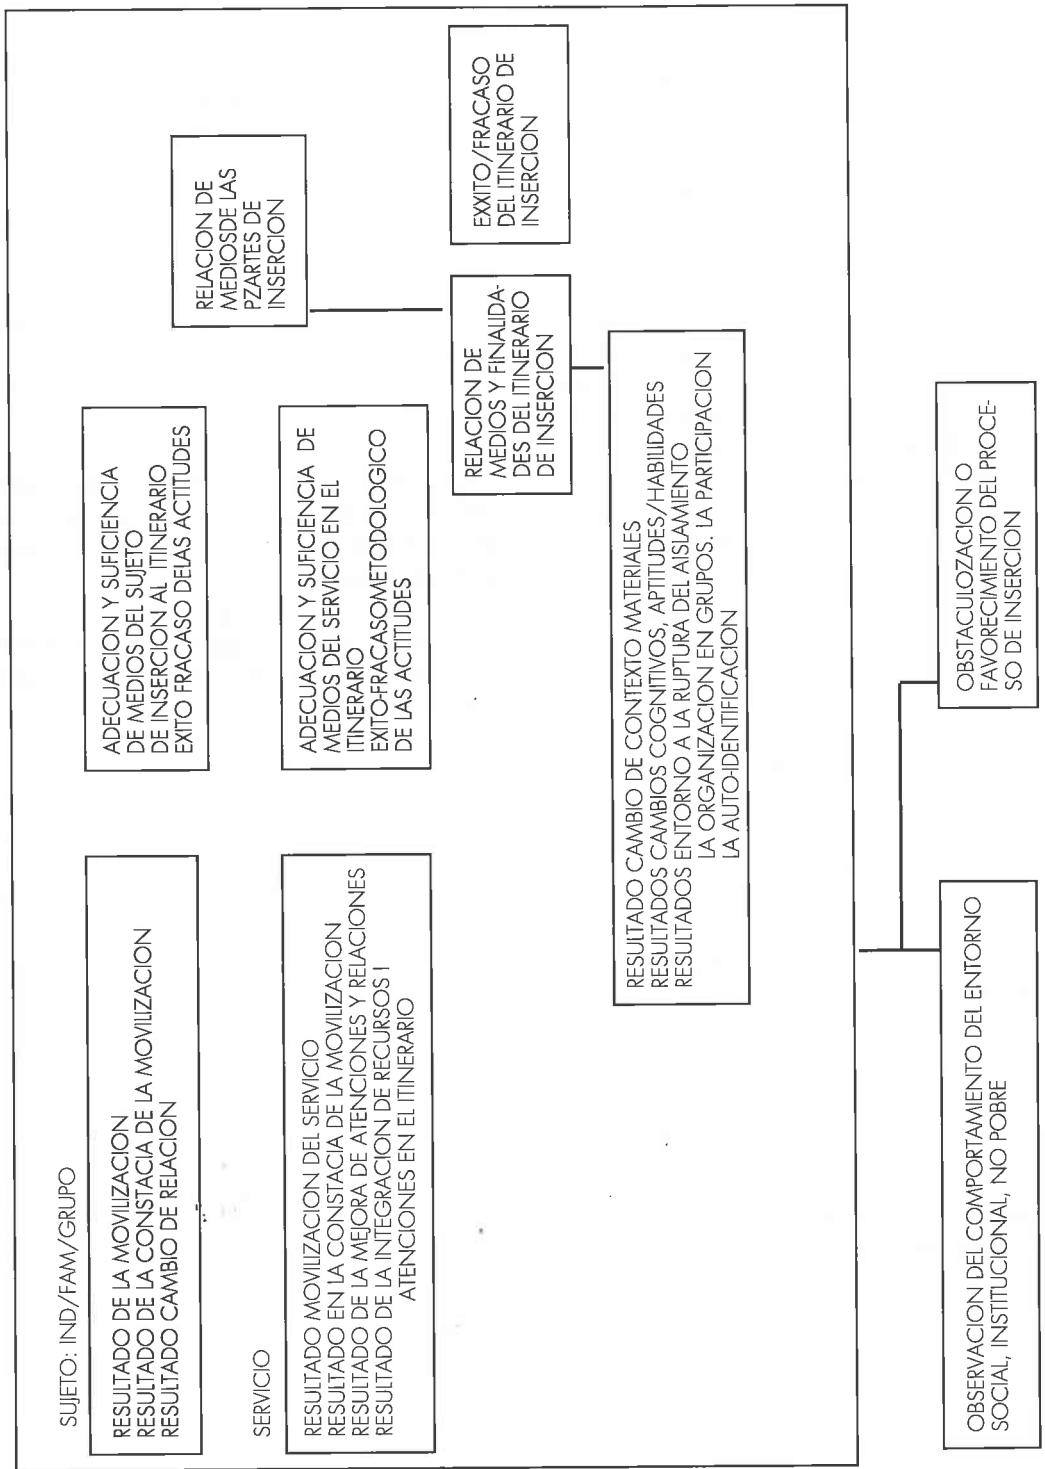 SUJETO: IND/FAM/GRUPO
RESULTADO DE LA MOVILIZACION
RESULTADO DE LA CONSTACIA DE LA MOVILIZACION
RESULTADO CAMBIO DE RELACION
ADECUACION Y SUFICIENCIA
DE MEDIOS DEL SUJETO
DE INSERCION AL ITINERARIO
EXITO FRACASO DELAS ACTITUDES
RELACION DE
MEDIOSDE LAS
PZARTES DE
INSERCION
SERVICIO
RESULTADO MOVILIZACION DEL SERVICIO
RESULTADO EN LA CONSTACIA DE LA MOVILIZACION
RESULTADO DE LA MEJORA DE ATENCIONES Y RELACIONES
RESULTADO DE LA INTEGRACION DE RECURSOS I
ATENCIONES EN EL ITINERARIO
ADECUACION Y SUFICIENCIA DE
MEDIOS DEL SERVICIO EN EL
ITINERARIO
EXITO-FRACASOMETODOLOGICO
DE LAS ACTITUDES
RELACION DE
MEDIOS Y FINALIDA-
DES DEL ITINERARIO
DE INSERCION
EXXITO/FRACASO
DEL ITINERARIO DE
INSERCION
RESULTADO CAMBIO DE CONTEXTO MATERIALES
RESULTADOS CAMBIOS COGNITIVOS, APTITUDES/HABILIDADES
RESULTADOS ENTORNO A LA RUPTURA DEL AISLAMIENTO
LA ORGANIZACION EN GRUPOS. LA PARTICIPACION
LA AUTO-IDENTIFICACION
OBSERVACION DEL COMPORTAMIENTO DEL ENTORNO
SOCIAL, INSTITUCIONAL, NO POBRE
OBSTACULOZACION O
FAVORECIMIENTO DEL PROCE-
SO DE INSERCION